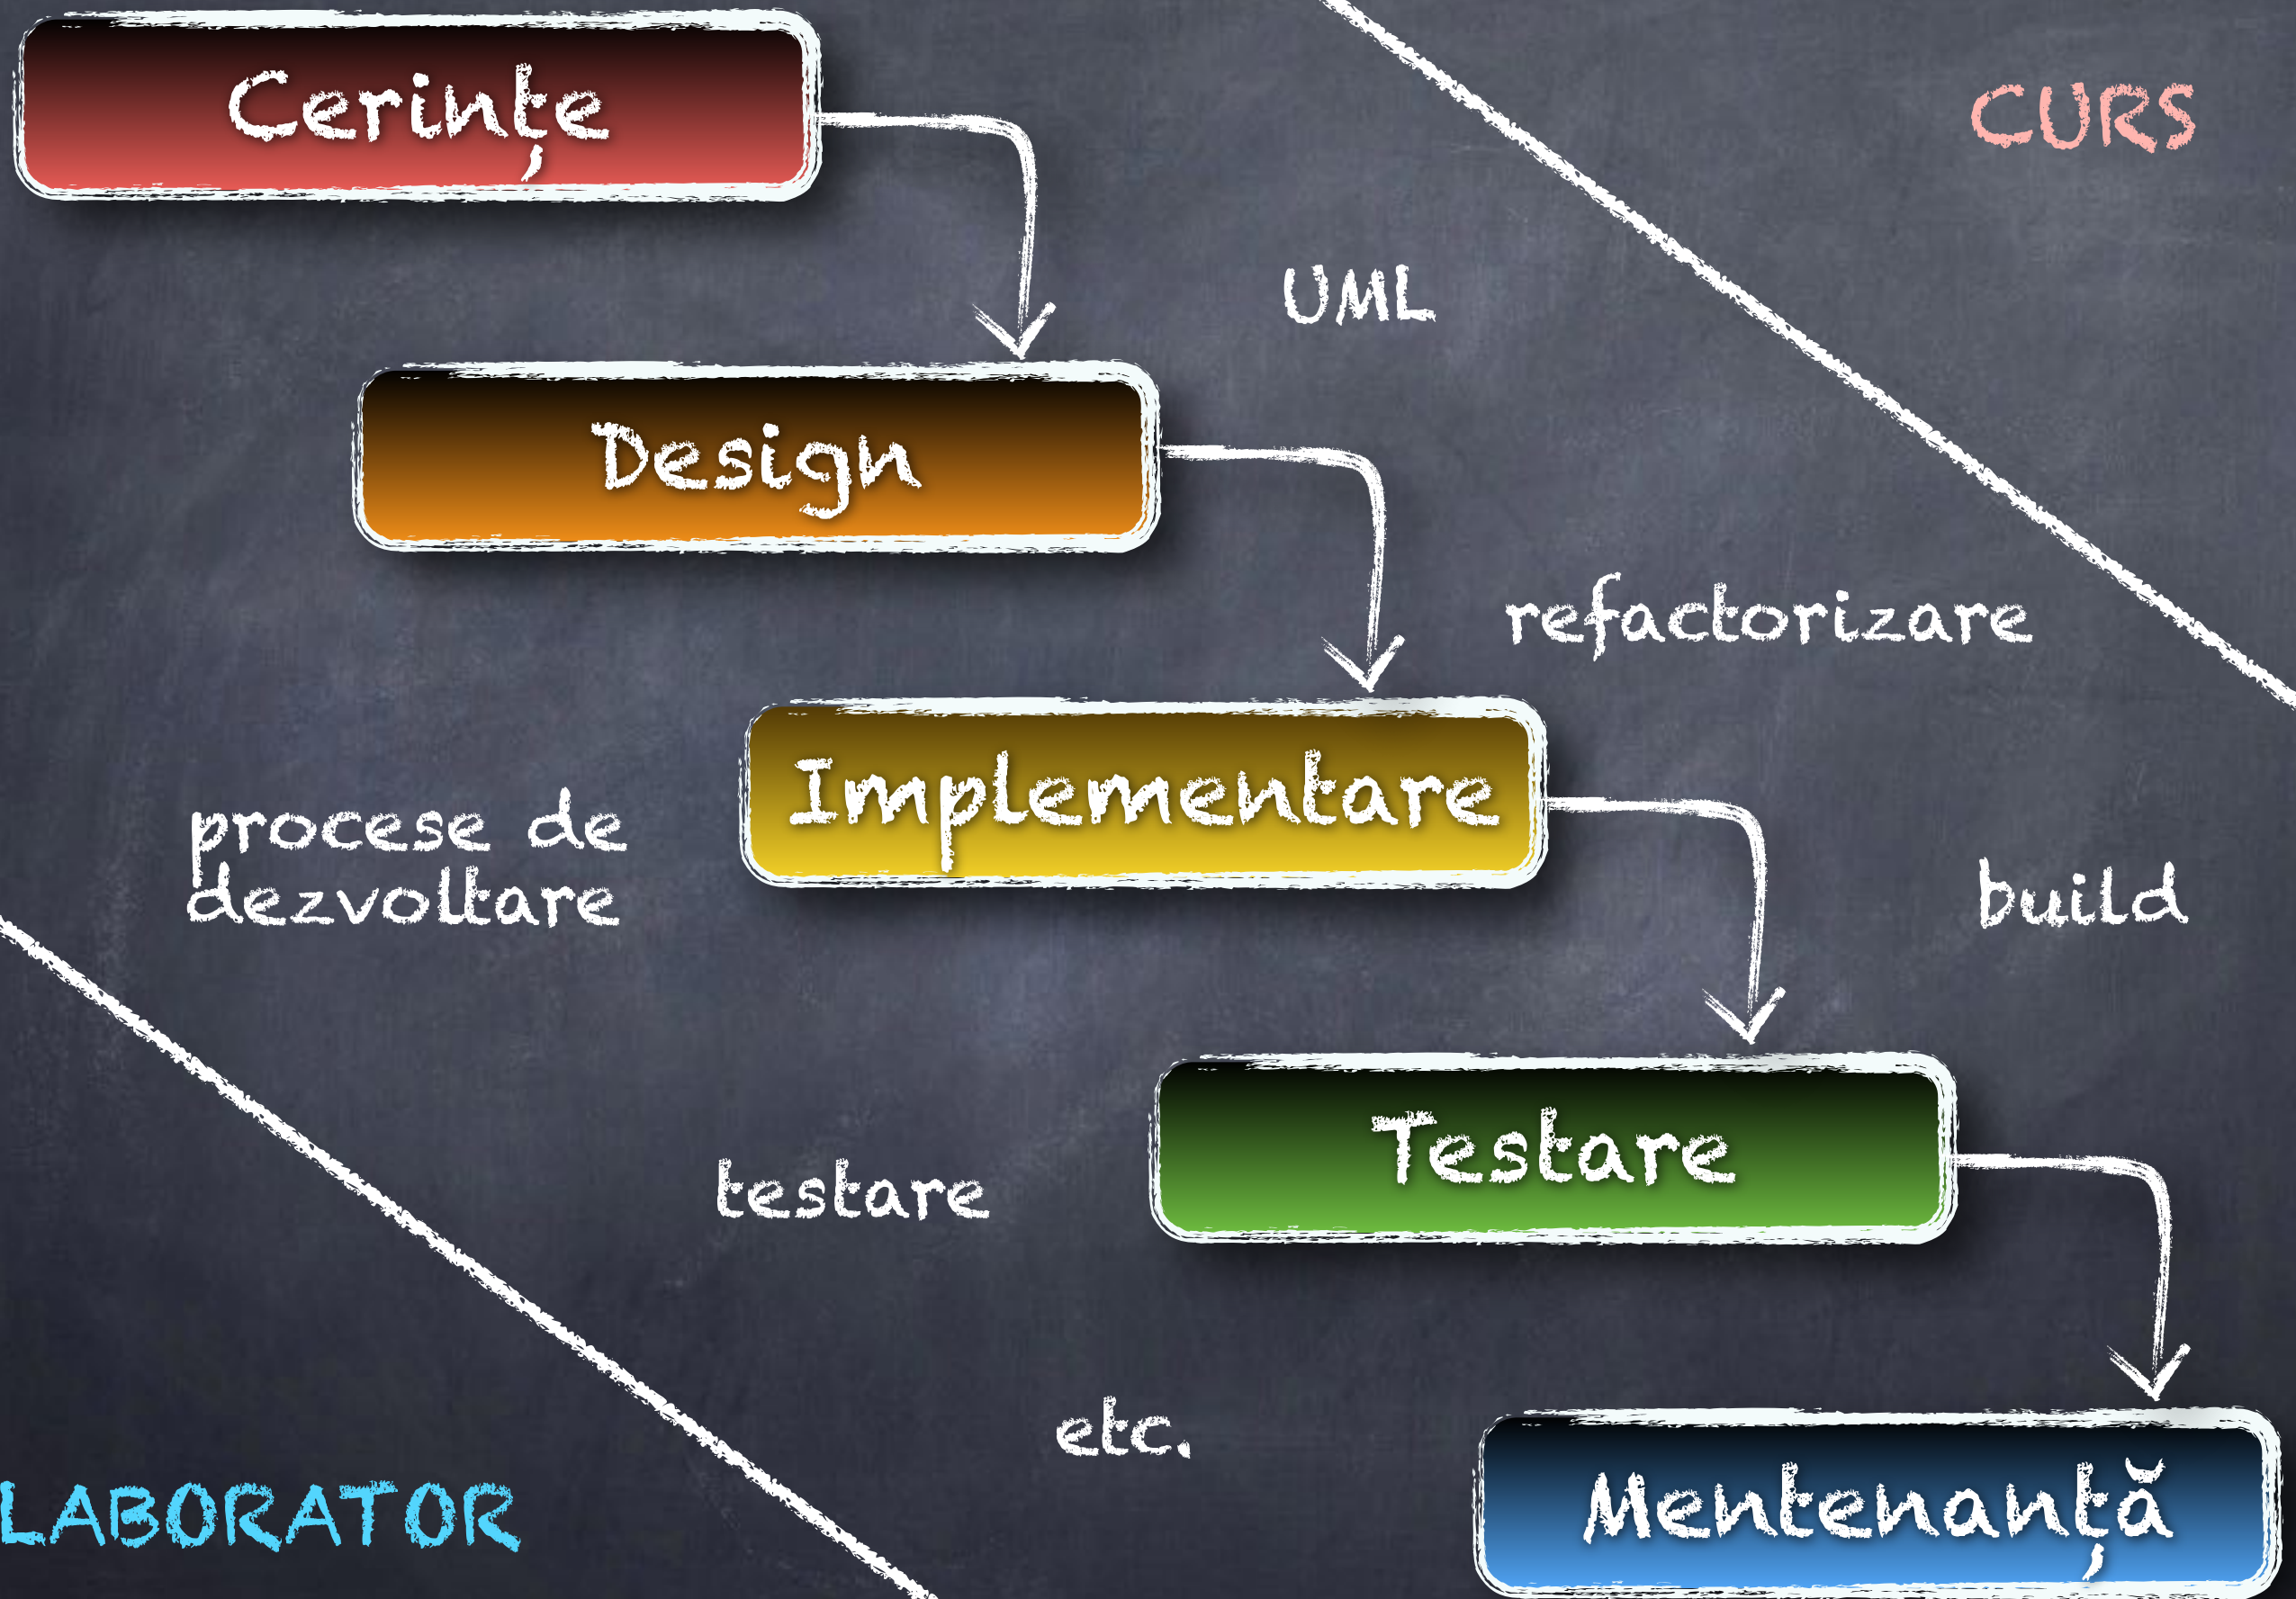 Cerințe
CURS
UML
Design
refactorizare
Implementare
procese de
dezvoltare
build
Testare
testare
etc.
LABORATOR
Mentenanță